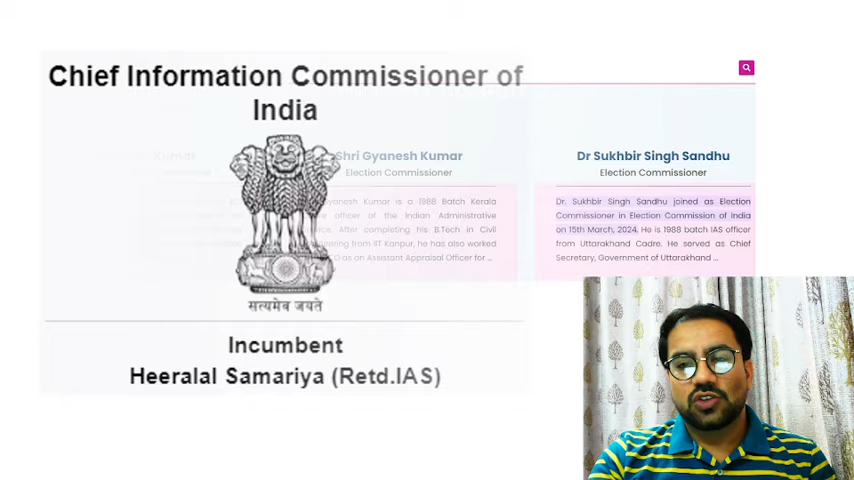 Chief Information Commissioner of
India
सत्यमेव जयते
Incumbent
Heeralal Samariya (Retd.IAS)
Kumar
Shri Gyanesh Kumar
Election Commissioner
Gyanesh Kumar is a 1988 Batch Kerala
officer of the Indian Administrative
After completing his B.Tech in Civil
IIT Kanpur, he has also worked
as an Assistant Appraisal Officer for ...
Dr Sukhbir Singh Sandhu
Election Commissioner
Dr. Sukhbir Singh Sandhu joined as Election
Commissioner in Election Commission of India
on 15th March, 2024. He is 1988 batch IAS officer
from Uttarakhand Cadre. He served as Chief
Secretary, Government of Uttarakhand ...